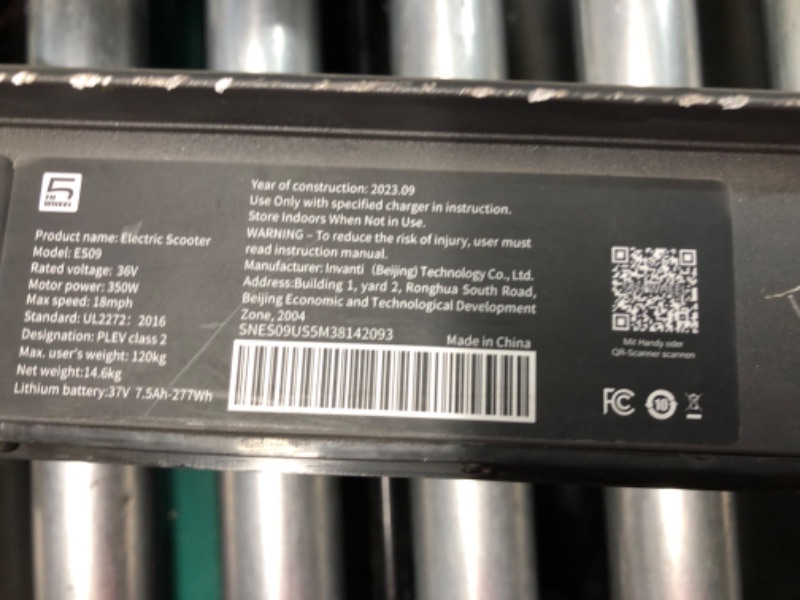 5
TH
WHEEL
Product name: Electric Scooter
Model: ES09
Rated voltage: 36V
Motor power: 350W
Max speed: 18mph
Standard: UL2272: 2016
Designation: PLEV class 2
Max. user's weight: 120kg
Net weight:14.6kg
Lithium battery:37V 7.5Ah-277Wh
Year of construction: 2023.09
Use Only with specified charger in instruction.
Store Indoors When Not in Use.
WARNING – To reduce the risk of injury, user must
read instruction manual.
Manufacturer: Invanti (Beijing) Technology Co., Ltd.
Address:Building 1, yard 2, Ronghua South Road,
Beijing Economic and Technological Development
Zone, 2004
SNES09US5M38142093
Made in China
Mit Handy oder
QR-Scanner scannen
FC
10